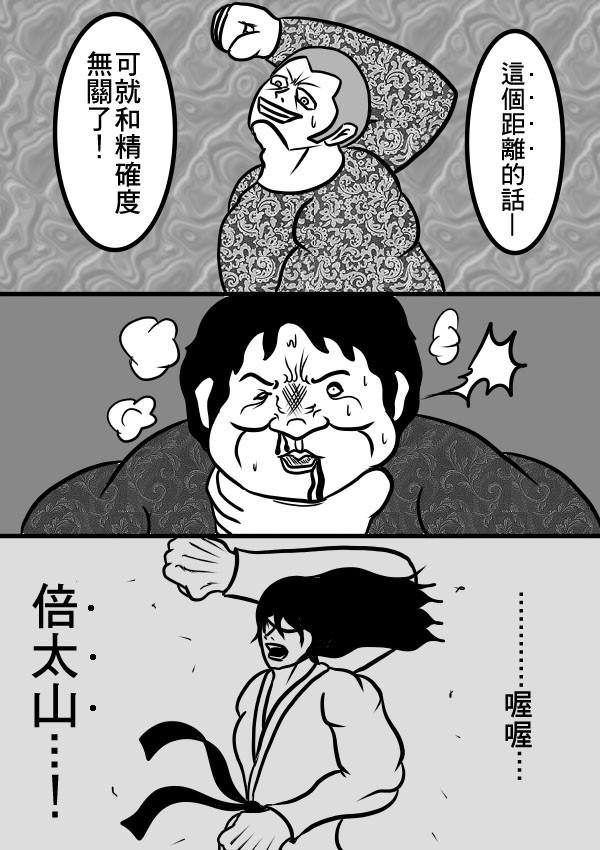 這個距離的話—
可就和精確度
無關了！
…………喔喔…
倍太山…！